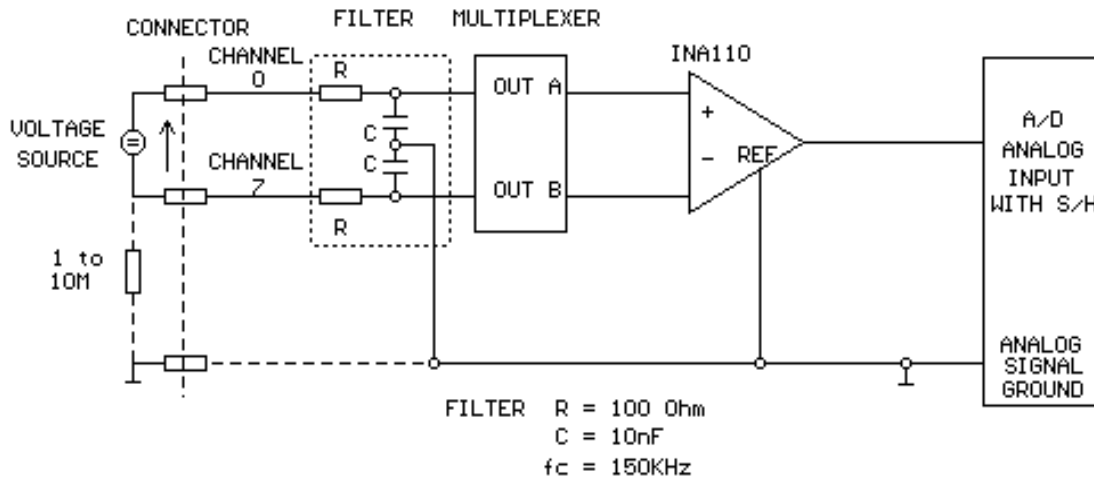 FILTER MULTIPLEXER
CONNECTOR
CHANNEL
0
R
INA110
OUT A
C
+
A/D
ANALOG
INPUT
WITH S/H
VOLTAGE
SOURCE
=
C
CHANNEL
7
-
REF
OUT B
R
1 to
10M
ANALOG
SIGNAL
GROUND
FILTER R = 100 Ohm
C = 10nF
fc = 150KHz